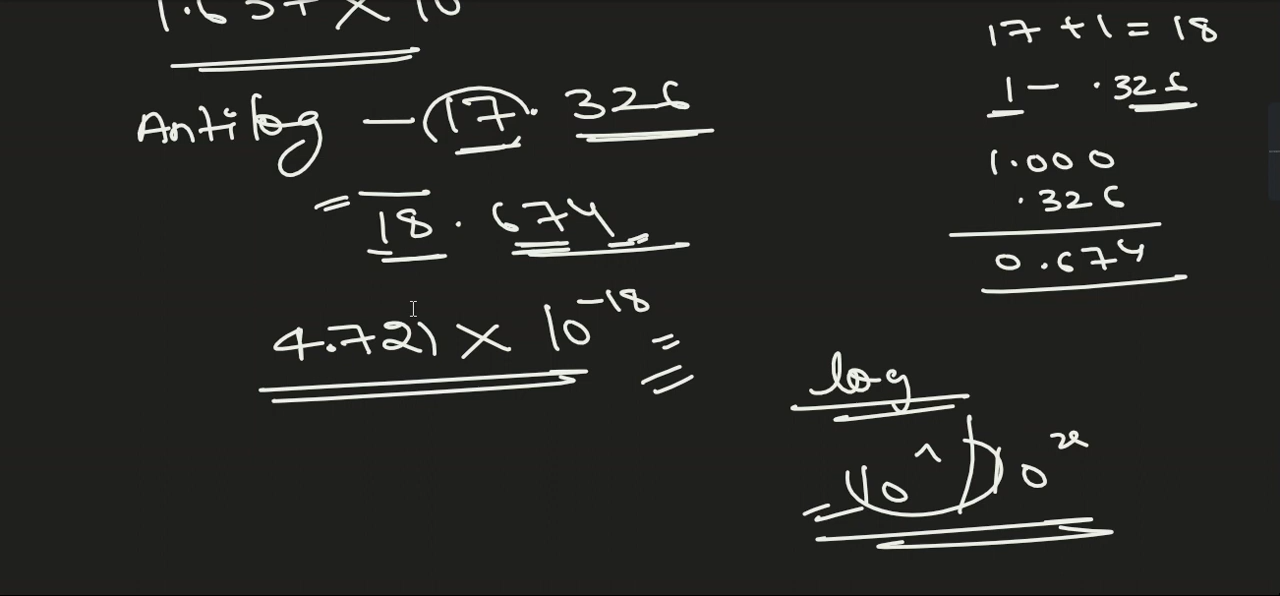 17 + 1 = 18
Antilog - 17.326
1 - .326
1.000
.326
= 18.674
0.674
4.721 × 10^-18 =
log